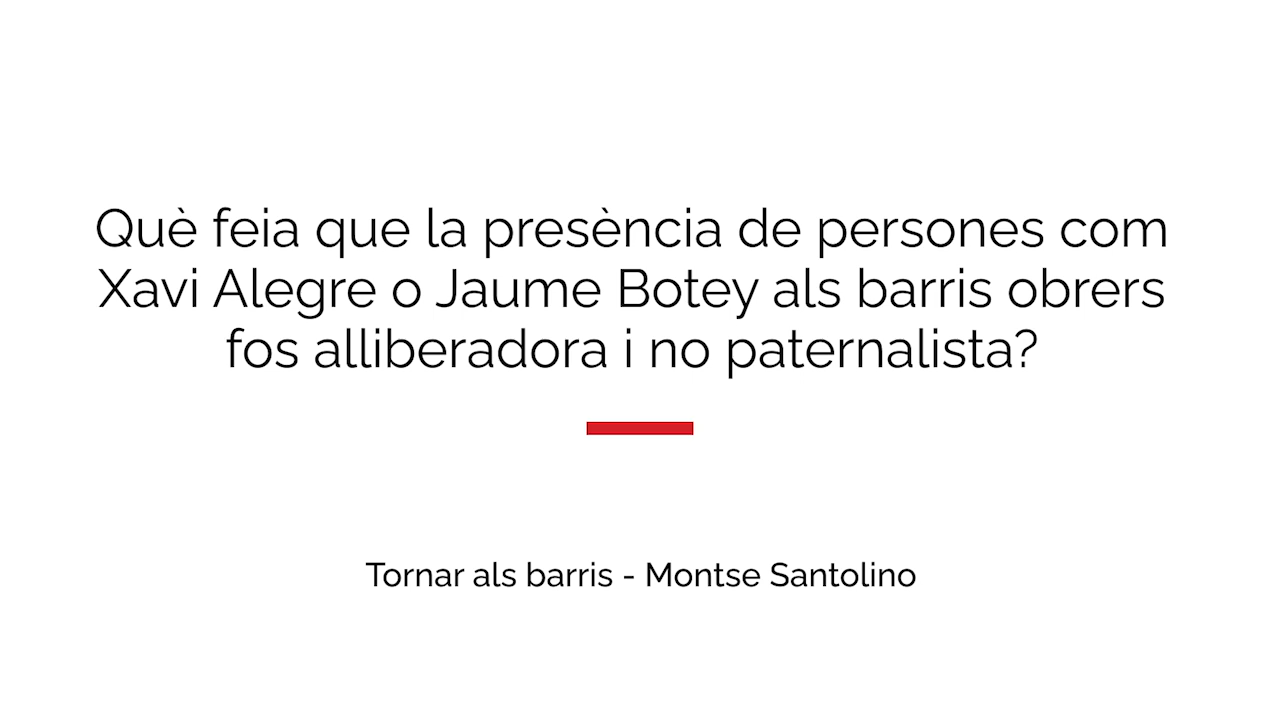 Què feia que la presència de persones com
Xavi Alegre o Jaume Botey als barris obrers
fos alliberadora i no paternalista?
Tornar als barris - Montse Santolino